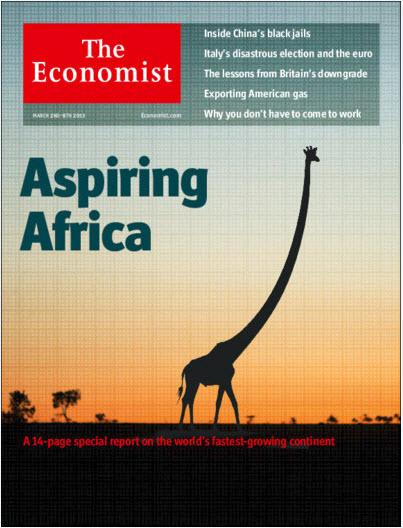 The
Economist
MARCH 2ND–8TH 2013
Economist.com
Inside China's black jails
Italy's disastrous election and the euro
The lessons from Britain's downgrade
Exporting American gas
Why you don't have to come to work
Aspiring
Africa
A 14-page special report on the world's fastest-growing continent